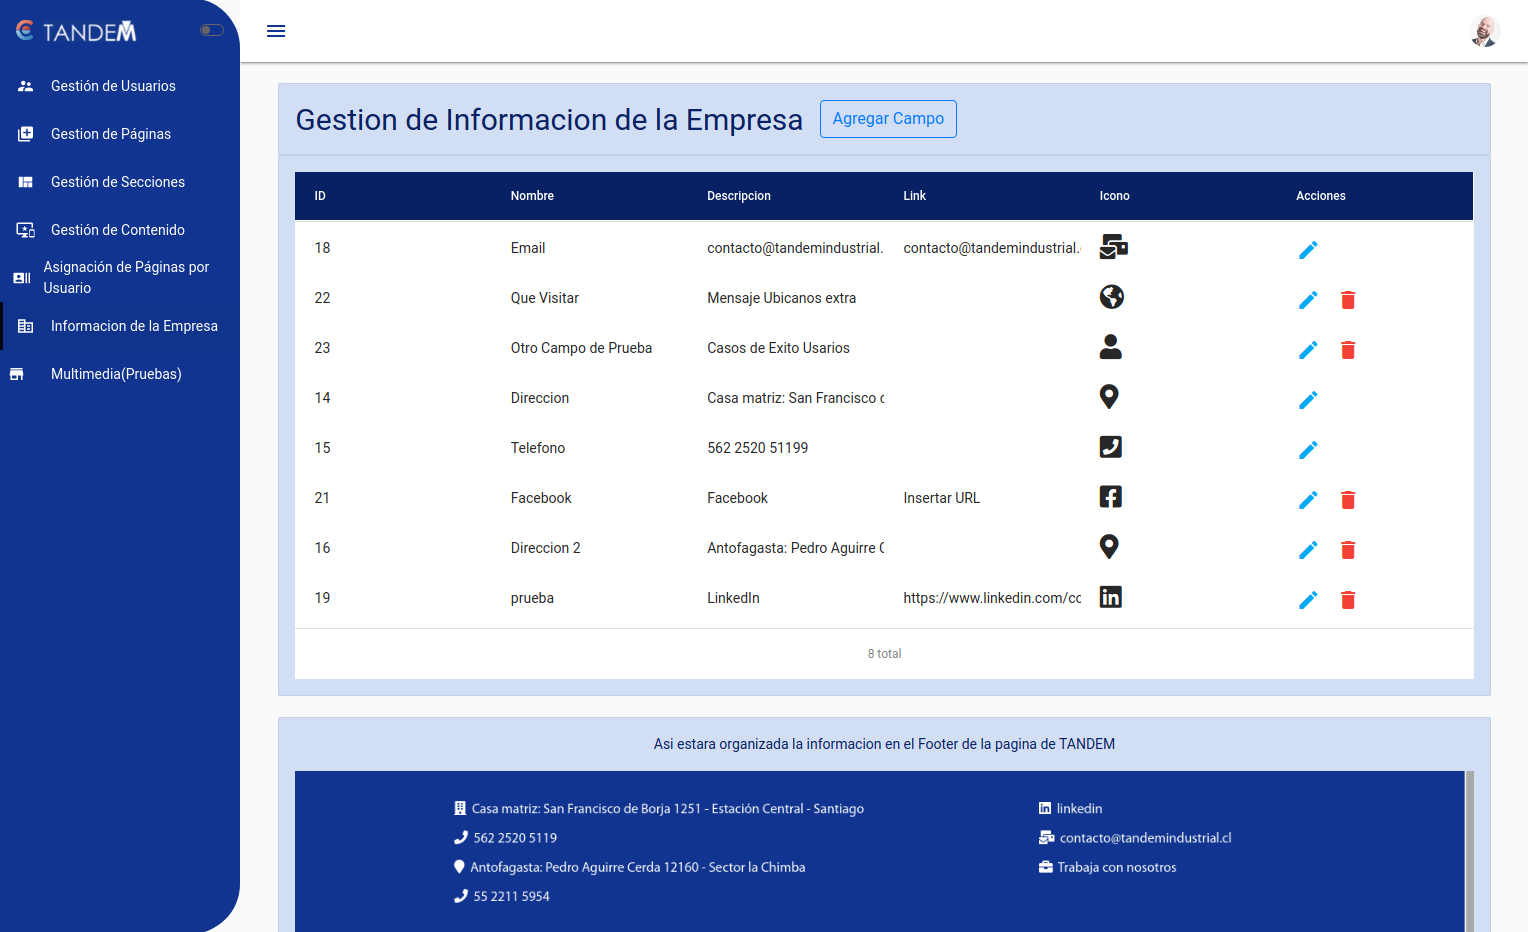 TANDEM
Gestión de Usuarios
Gestion de Páginas
Gestión de Secciones
Gestión de Contenido
Asignación de Páginas por
Usuario
Informacion de la Empresa
Multimedia(Pruebas)
Gestion de Informacion de la Empresa
Agregar Campo
ID Nombre Descripcion Link Icono Acciones
18 Email contacto@tandemindustrial. contacto@tandemindustrial.
22 Que Visitar Mensaje Ubicanos extra
23 Otro Campo de Prueba Casos de Exito Usarios
14 Direccion Casa matriz: San Francisco
15 Telefono 562 2520 51199
21 Facebook Facebook Insertar URL
16 Direccion 2 Antofagasta: Pedro Aguirre
19 prueba LinkedIn https://www.linkedin.com/co
8 total
Asi estara organizada la informacion en el Footer de la pagina de TANDEM
Casa matriz: San Francisco de Borja 1251 - Estación Central - Santiago
562 2520 5119
Antofagasta: Pedro Aguirre Cerda 12160 - Sector la Chimba
55 2211 5954
linkedin
contacto@tandemindustrial.cl
Trabaja con nosotros